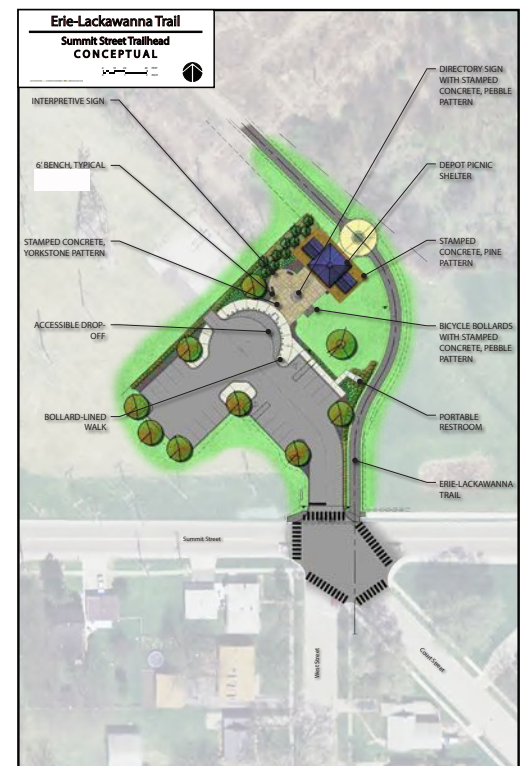 Erie-Lackawanna Trail
Summit Street Trailhead
CONCEPTUAL
INTERPRETIVE SIGN
6' BENCH, TYPICAL
STAMPED CONCRETE,
YORKSTONE PATTERN
ACCESSIBLE DROP-
OFF
BOLLARD-LINED
WALK
DIRECTORY SIGN
WITH STAMPED
CONCRETE, PEBBLE
PATTERN
DEPOT PICNIC
SHELTER
STAMPED
CONCRETE, PINE
PATTERN
BICYCLE BOLLARDS
WITH STAMPED
CONCRETE, PEBBLE
PATTERN
PORTABLE
RESTROOM
ERIE-LACKAWANNA
TRAIL
Summit Street
West Street
Court Street